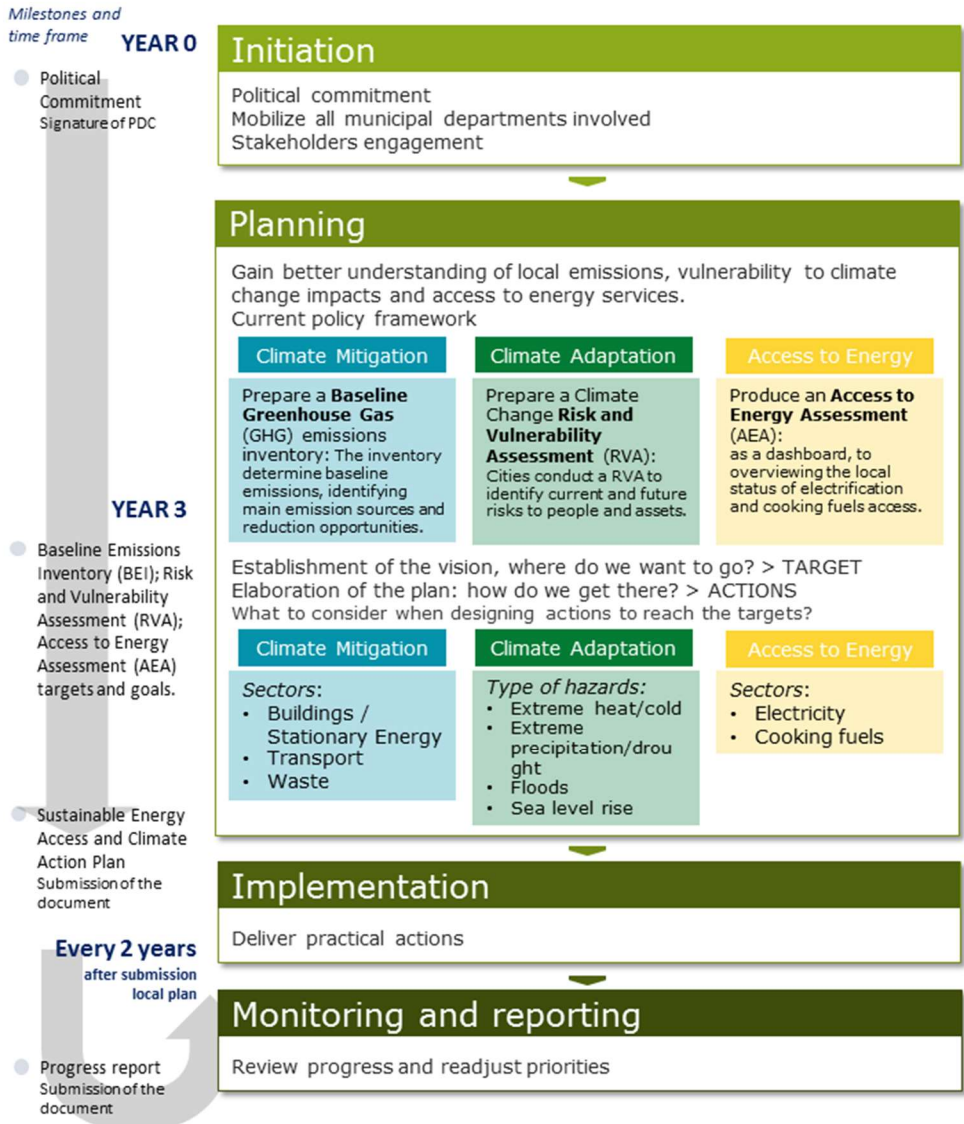 Milestones and
time frame
YEAR 0
Political
Commitment
Signature of PDC
YEAR 3
Baseline Emissions
Inventory (BEI); Risk
and Vulnerability
Assessment (RVA);
Access to Energy
Assessment (AEA)
targets and goals.
Sustainable Energy
Access and Climate
Action Plan
Submission of the
document
Every 2 years
after submission
local plan
Progress report
Submission of the
document
Initiation
Political commitment
Mobilize all municipal departments involved
Stakeholders engagement
Planning
Gain better understanding of local emissions, vulnerability to climate
change impacts and access to energy services.
Current policy framework
Climate Mitigation
Prepare a Baseline
Greenhouse Gas
(GHG) emissions
inventory: The inventory
determine baseline
emissions, identifying
main emission sources and
reduction opportunities.
Climate Adaptation
Prepare a Climate
Change Risk and
Vulnerability
Assessment (RVA):
Cities conduct a RVA to
identify current and future
risks to people and assets.
Access to Energy
Produce an Access to
Energy Assessment
(AEA):
as a dashboard, to
overviewing the local
status of electrification
and cooking fuels access.
Establishment of the vision, where do we want to go? > TARGET
Elaboration of the plan: how do we get there? > ACTIONS
What to consider when designing actions to reach the targets?
Climate Mitigation
Sectors:
• Buildings /
Stationary Energy
• Transport
• Waste
Climate Adaptation
Type of hazards:
• Extreme heat/cold
• Extreme
precipitation/drou
ght
• Floods
• Sea level rise
Access to Energy
Sectors:
• Electricity
• Cooking fuels
Implementation
Deliver practical actions
Monitoring and reporting
Review progress and readjust priorities